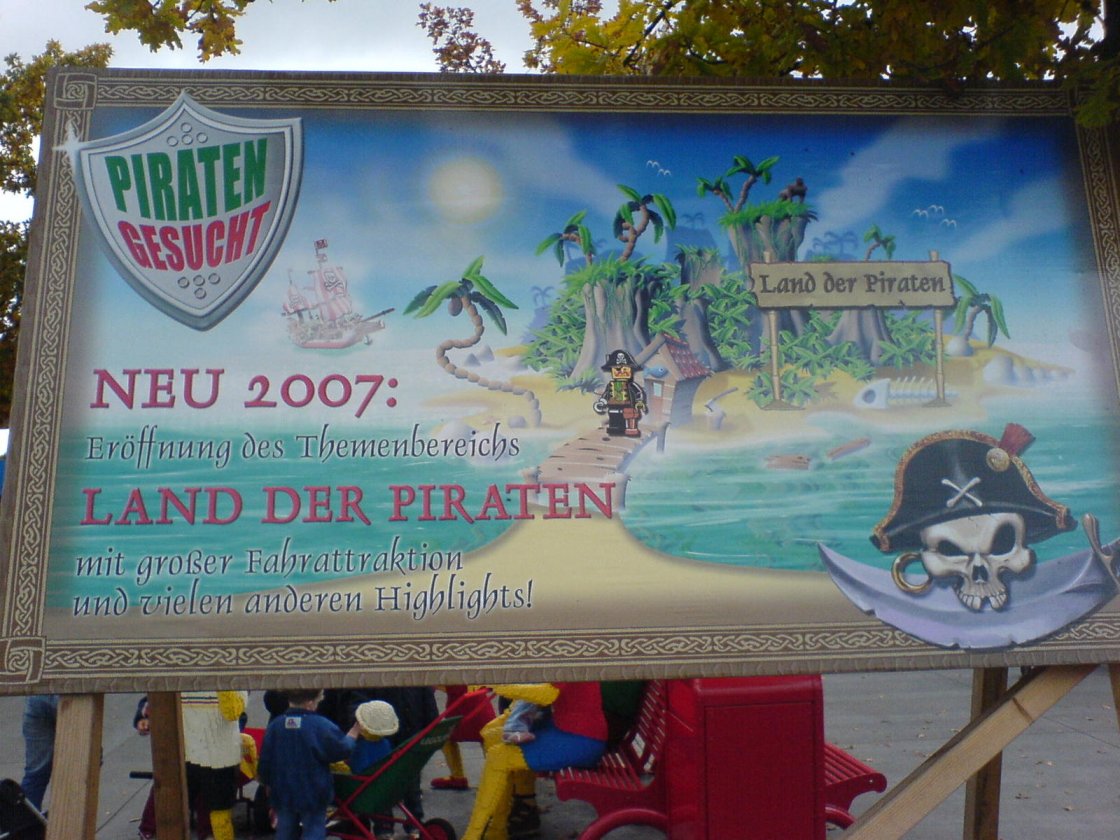 PIRATEN
GESUCHT
Land der Piraten
NEU 2007:
Eröffnung des Themenbereichs
LAND DER PIRATEN
mit großer Fahrattraktion
und vielen anderen Highlights!